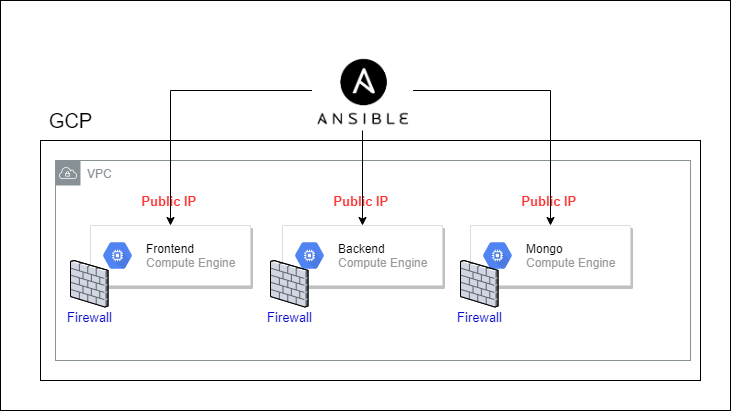 ANSIBLE
GCP
VPC
Public IP
Public IP
Public IP
Frontend
Compute Engine
Backend
Compute Engine
Mongo
Compute Engine
Firewall
Firewall
Firewall